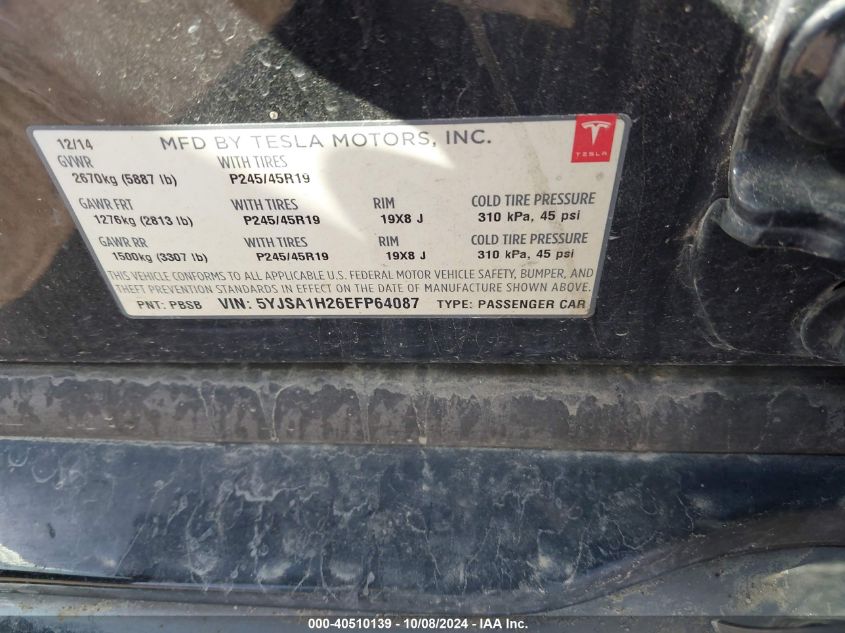 12/14 MFD BY TESLA MOTORS, INC.
TESLA
GVWR WITH TIRES
2670kg (5887 lb) P245/45R19
GAWR FRT WITH TIRES RIM COLD TIRE PRESSURE
1276kg (2813 lb) P245/45R19 19X8 J 310 kPa, 45 psi
GAWR RR WITH TIRES RIM COLD TIRE PRESSURE
1500kg (3307 lb) P245/45R19 19X8 J 310 kPa, 45 psi
THIS VEHICLE CONFORMS TO ALL APPLICABLE U.S. FEDERAL MOTOR VEHICLE SAFETY, BUMPER, AND
THEFT PREVENTION STANDARDS IN EFFECT ON THE DATE OF MANUFACTURE SHOWN ABOVE.
PNT: PBSB VIN: 5YJSA1H26EFP64087 TYPE: PASSENGER CAR
000-40510139 - 10/08/2024 - IAA Inc.